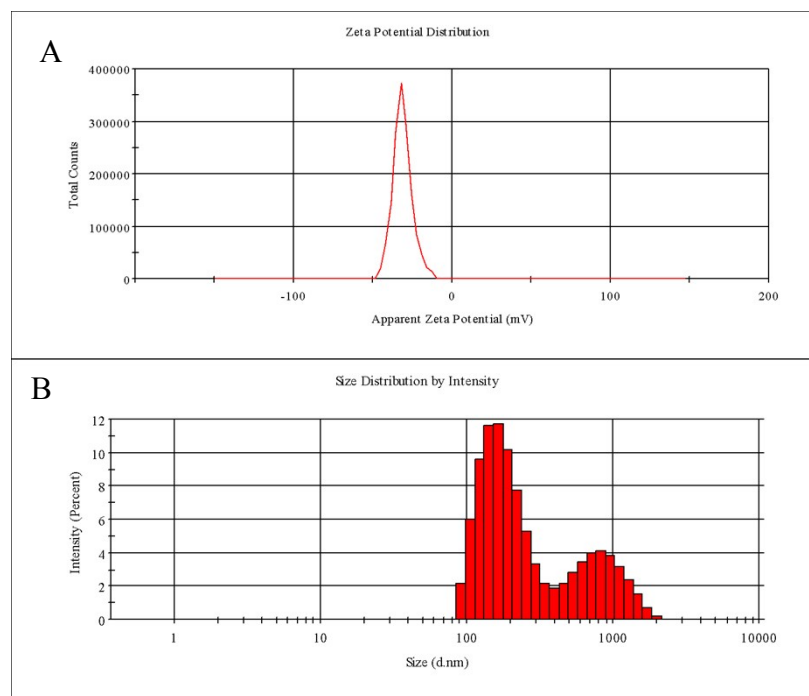 A
Zeta Potential Distribution
400000
300000
200000
100000
0
Total Counts
-100
0
100
200
Apparent Zeta Potential (mV)
B
Size Distribution by Intensity
12
10
8
6
4
2
0
Intensity (Percent)
1
10
100
1000
10000
Size (d.nm)